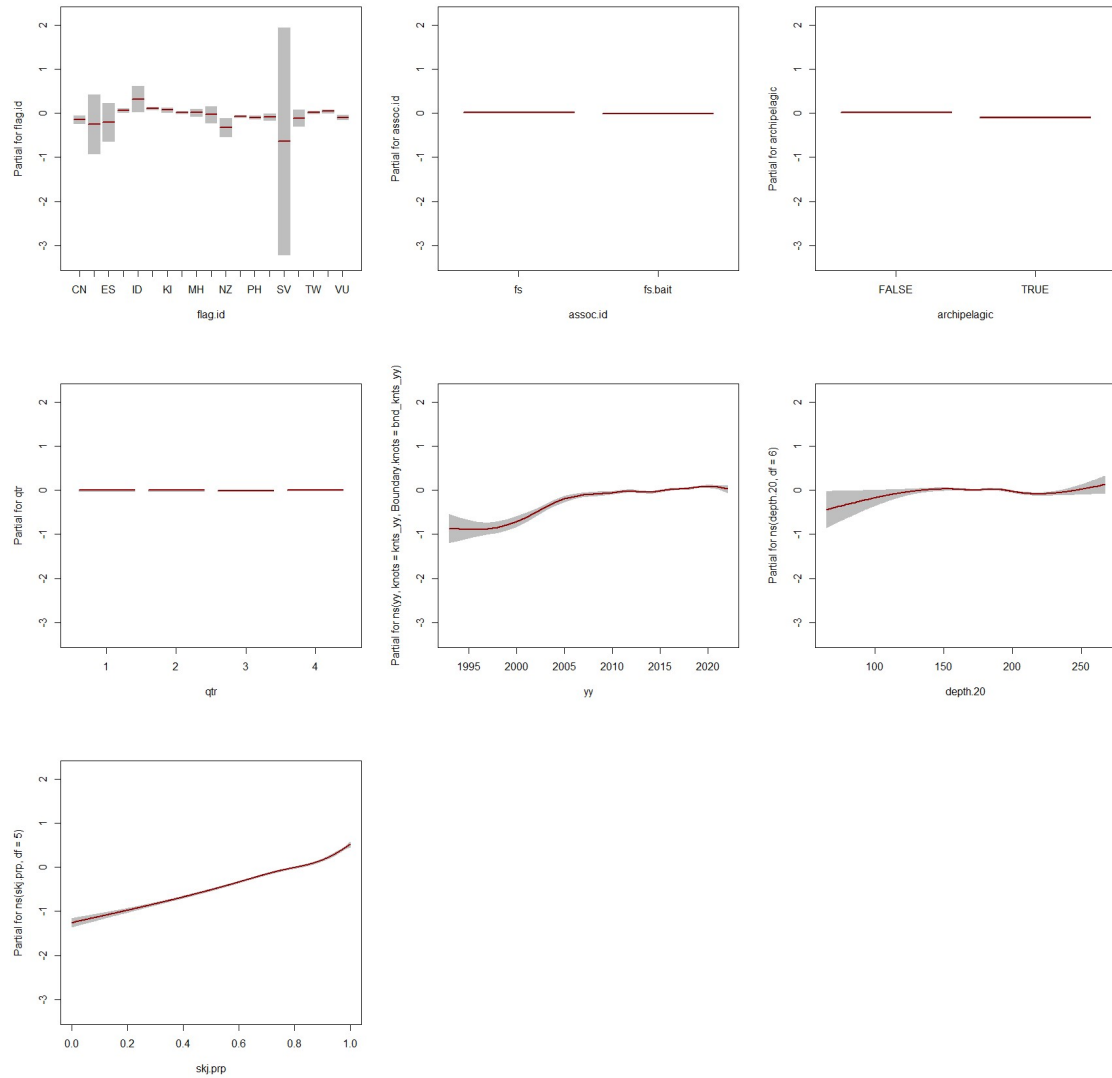 Partial for flag.id
2
1
0
-1
-2
-3
CN ES ID KI MH NZ PH SV TW VU
flag.id
Partial for assoc.id
2
1
0
-1
-2
-3
fs fs.bait
assoc.id
Partial for archipelagic
2
1
0
-1
-2
-3
FALSE TRUE
archipelagic
Partial for qtr
2
1
0
-1
-2
-3
1 2 3 4
qtr
Partial for ns(yy, knots = knts_yy, Boundary.knots = bnd_knts_yy)
2
1
0
-1
-2
-3
1995 2000 2005 2010 2015 2020
yy
Partial for ns(depth.20, df = 6)
2
1
0
-1
-2
-3
100 150 200 250
depth.20
Partial for ns(skj.prp, df = 5)
2
1
0
-1
-2
-3
0.0 0.2 0.4 0.6 0.8 1.0
skj.prp